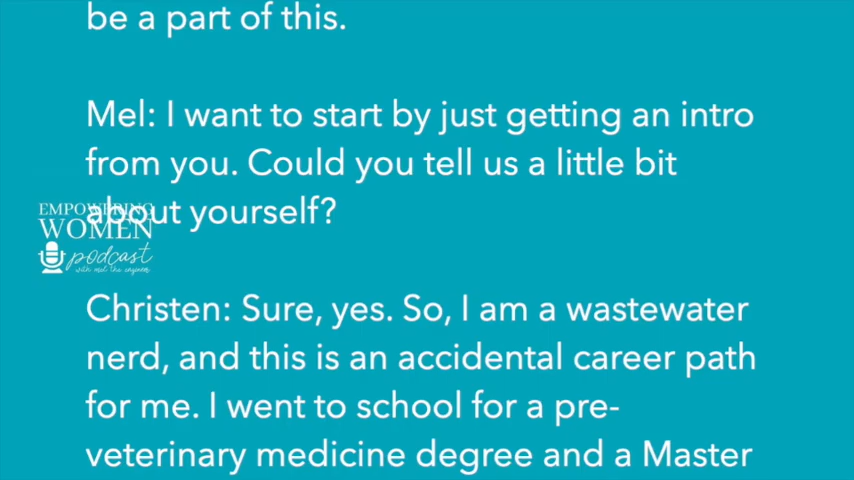 be a part of this.
Mel: I want to start by just getting an intro
from you. Could you tell us a little bit
about yourself?
EMPOWERING
WOMEN
podcast
with mel the engineer
Christen: Sure, yes. So, I am a wastewater
nerd, and this is an accidental career path
for me. I went to school for a pre-
veterinary medicine degree and a Master